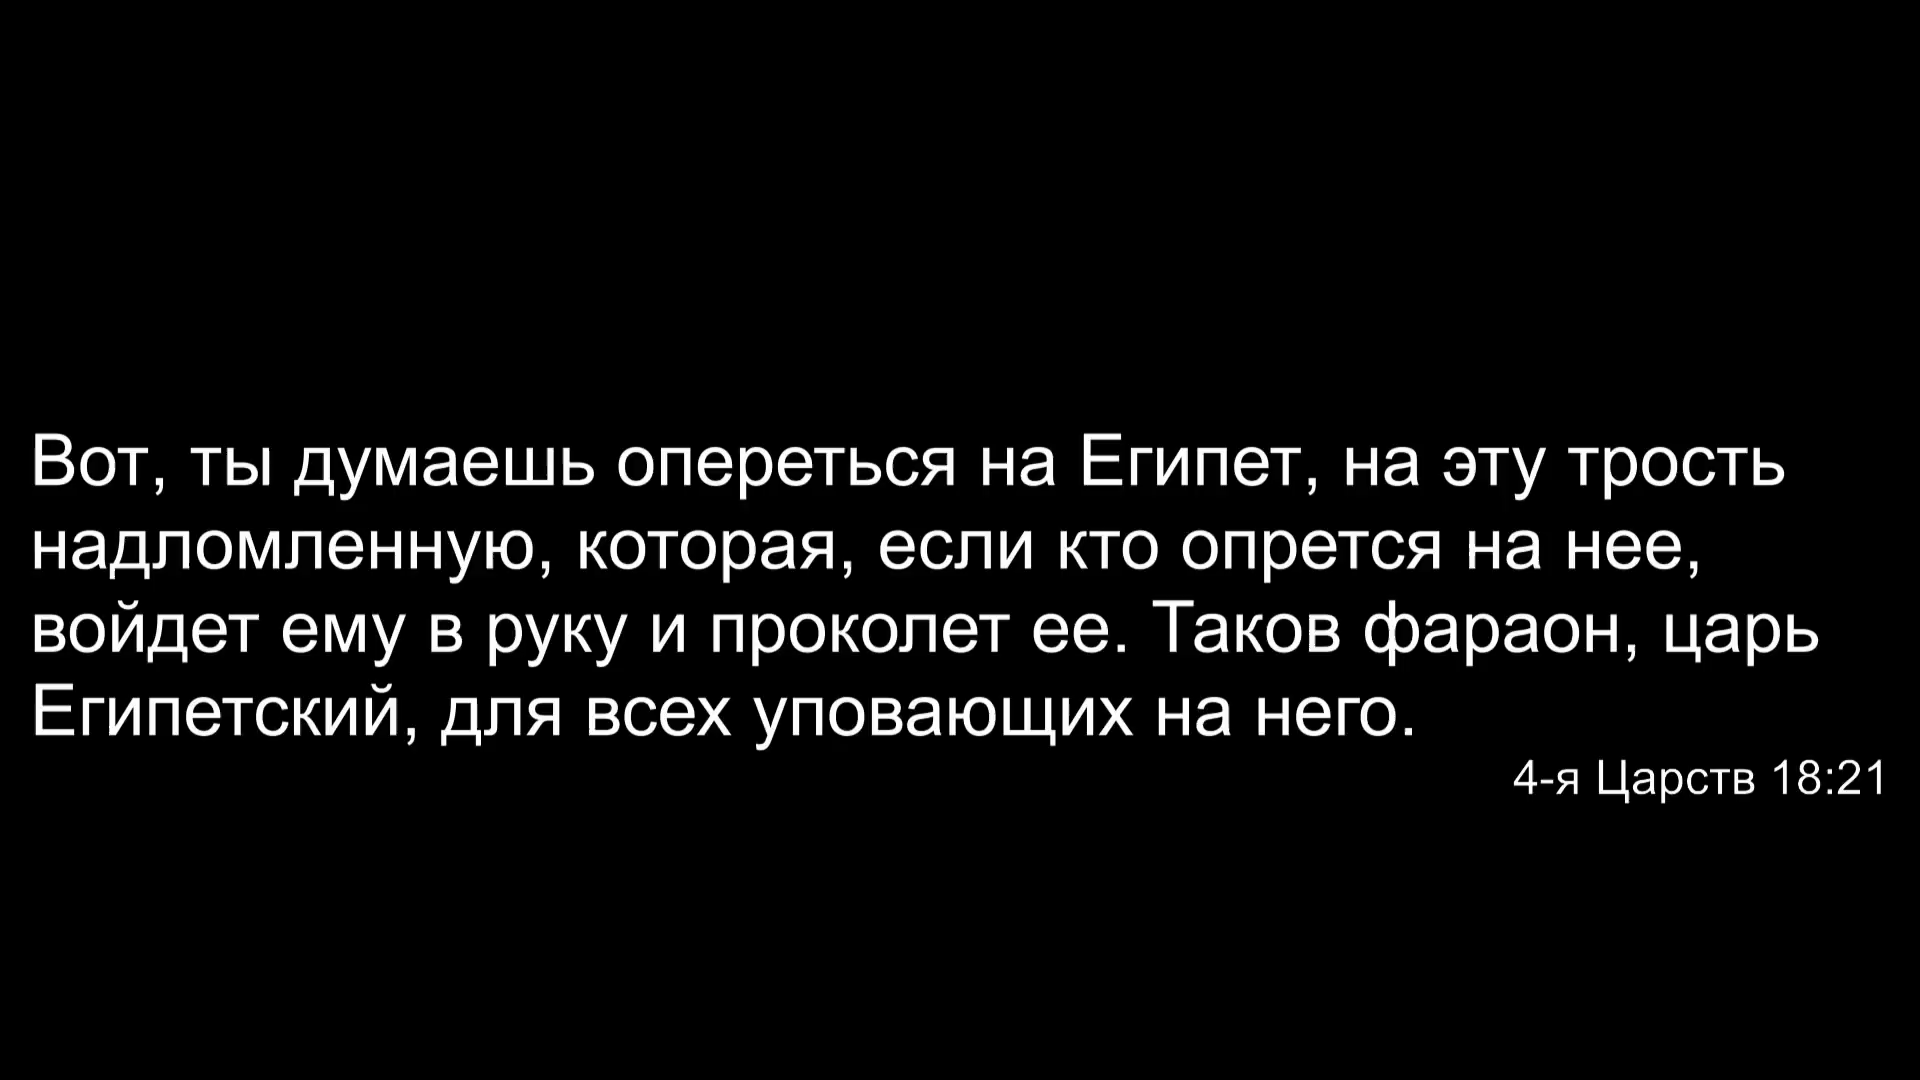 Вот, ты думаешь опереться на Египет, на эту трость
надломленную, которая, если кто опрется на нее,
войдет ему в руку и проколет ее. Таков фараон, царь
Египетский, для всех уповающих на него.
4-я Царств 18:21